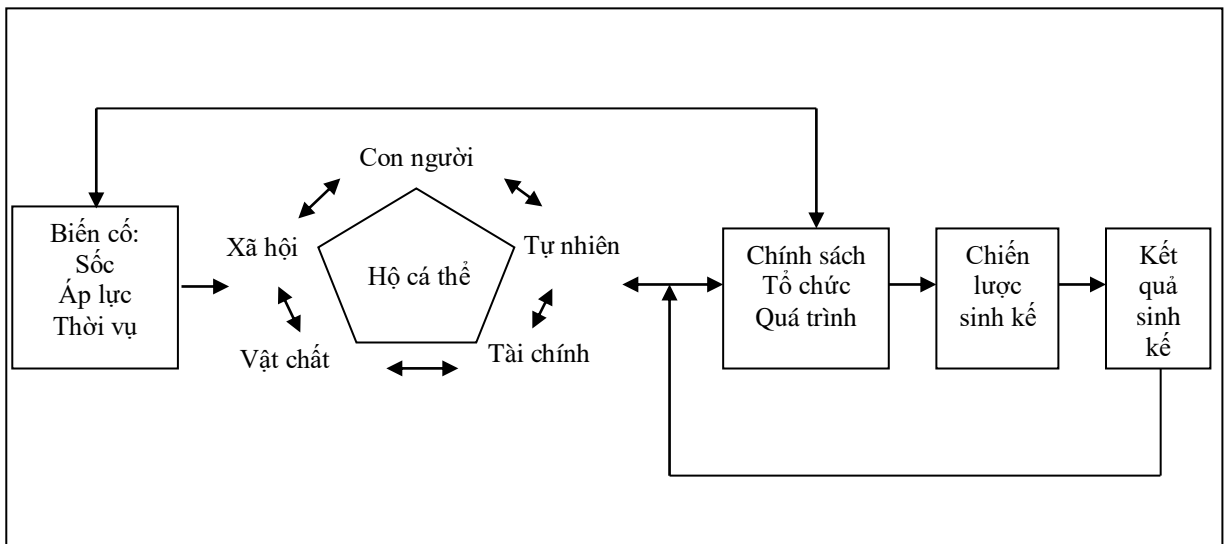 Con người
Biến cố:
Sốc
Áp lực
Thời vụ
Xã hội
Hộ cá thể
Tự nhiên
Vật chất
Tài chính
Chính sách
Tổ chức
Quá trình
Chiến
lược
sinh kế
Kết
quả
sinh
kế